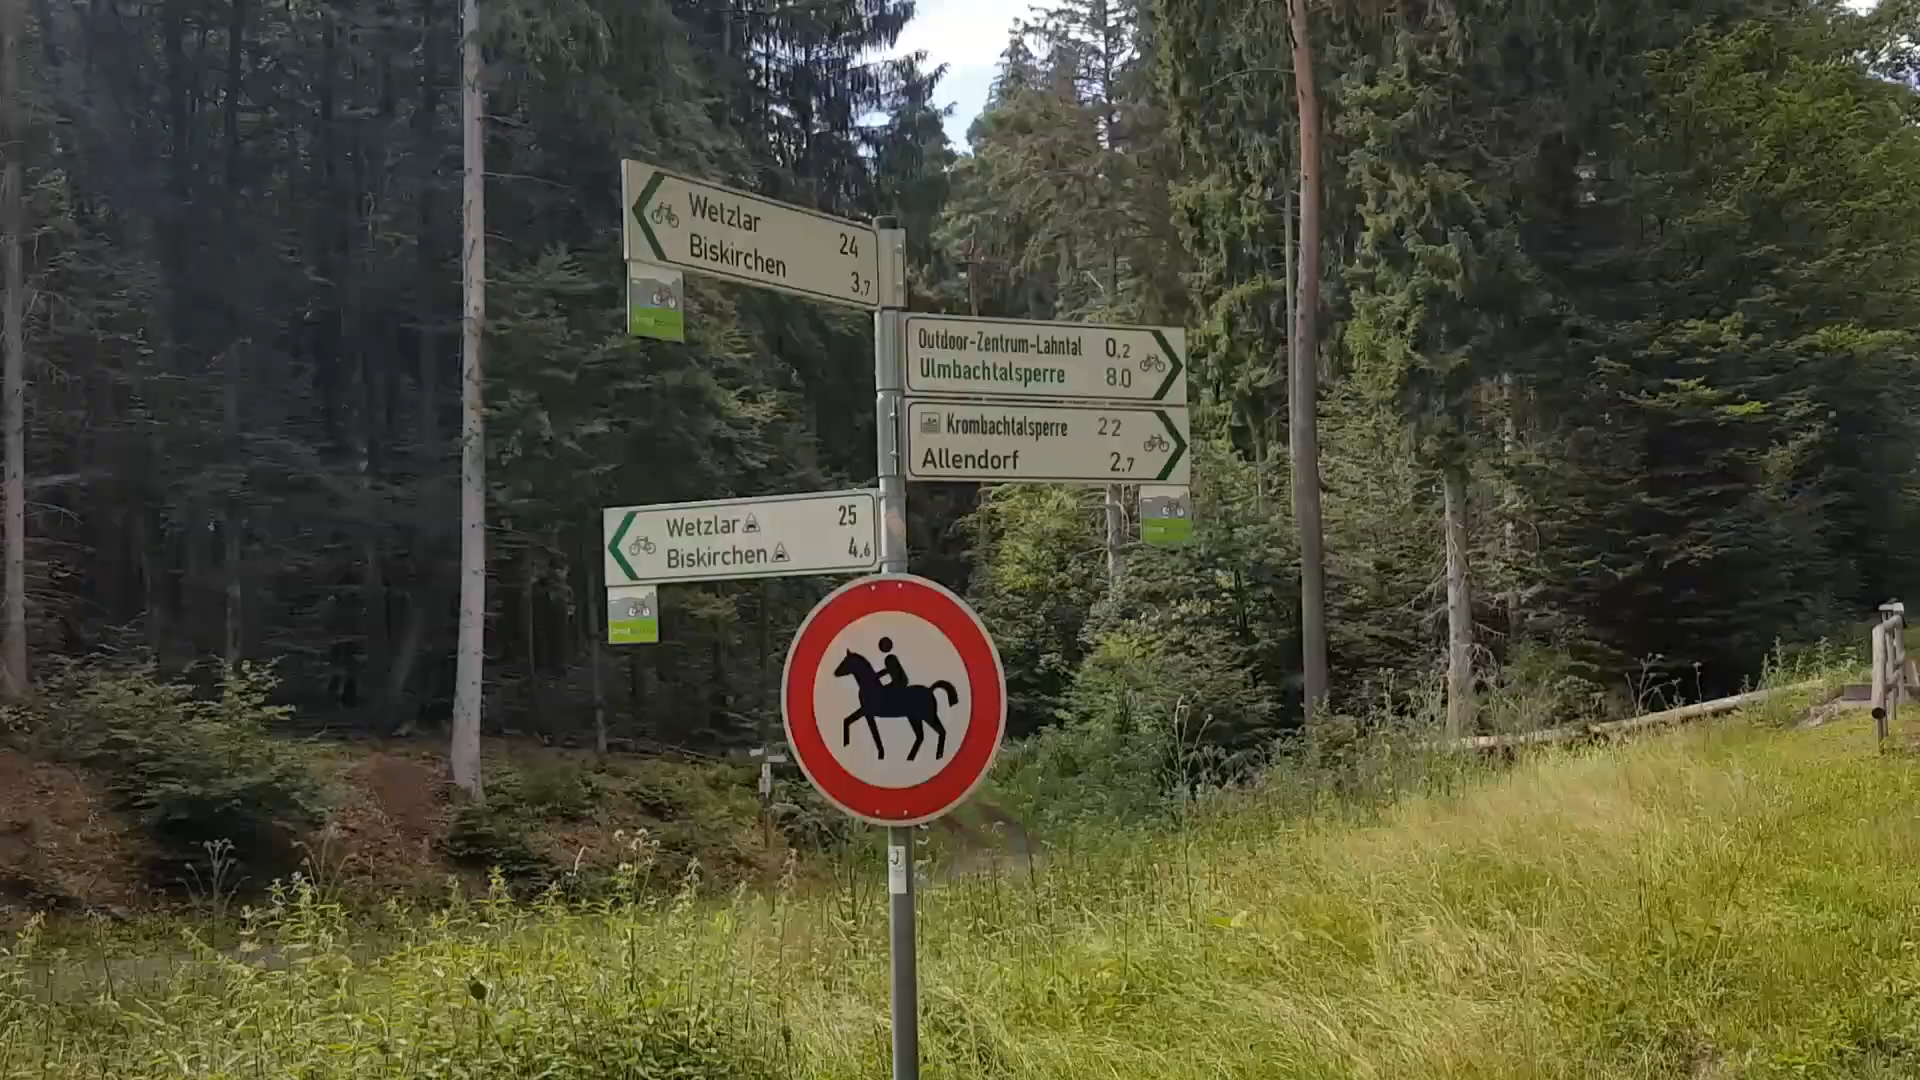 Wetzlar 24
Biskirchen 3,7
Outdoor-Zentrum-Lahntal 0,2
Ulmbachtalsperre 8.0
Krombachtalsperre 22
Allendorf 2,7
Wetzlar 25
Biskirchen 4,6